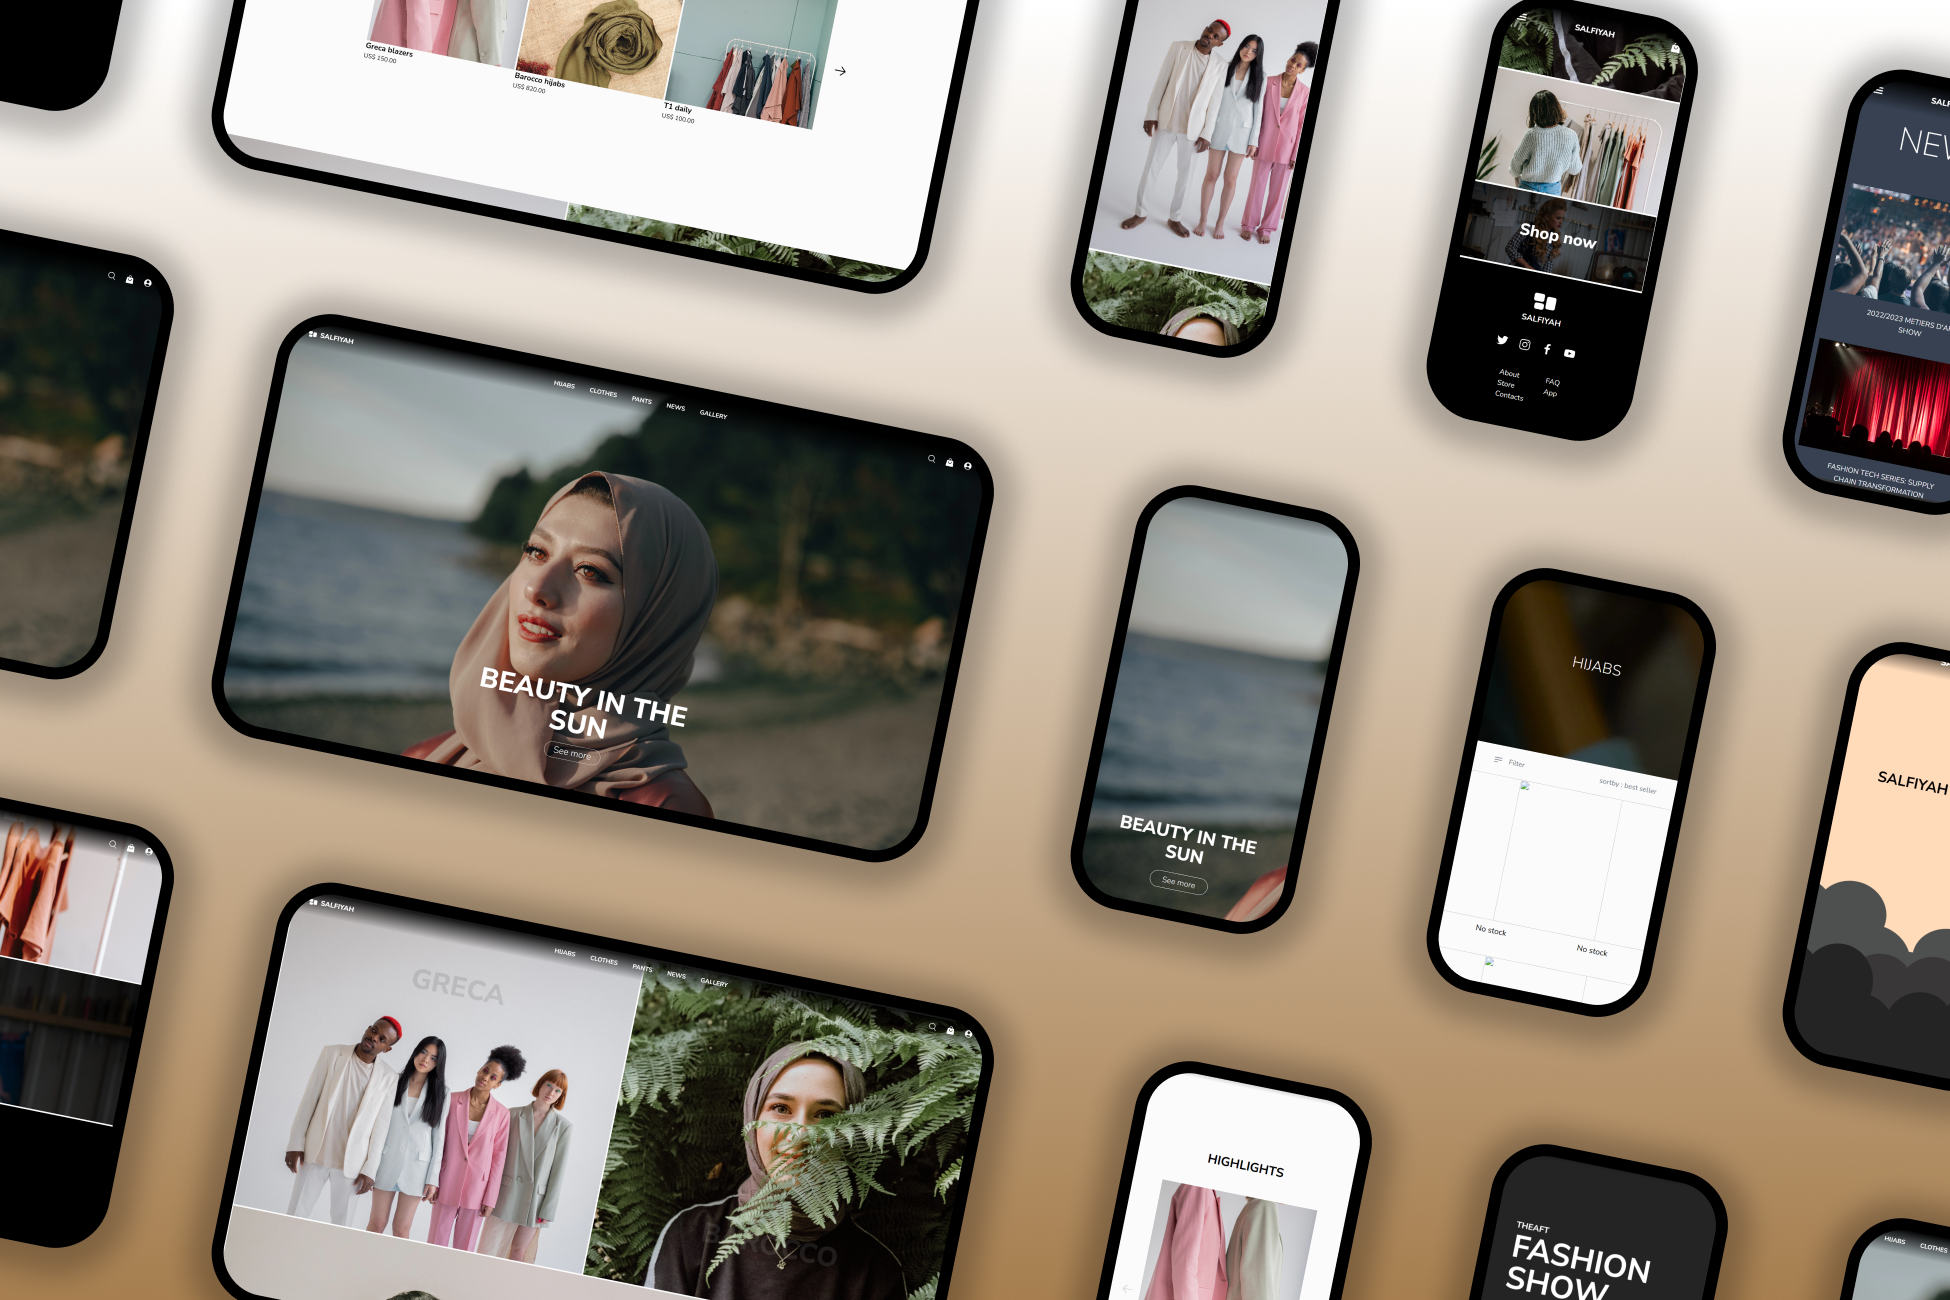 Greca blazers
US$ 150.00
Barocco hijabs
US$ 820.00
T1 daily
US$ 100.00
SALFIYAH
Shop now
SALFIYAH
About
Store
Contacts
FAQ
App
2022/2023 METIERS
SHOW
FASHION TECH SERIES: SUPPLY
CHAIN TRANSFORMATION
SALFIYAH
HIJABS
CLOTHES
PANTS
NEWS
GALLERY
BEAUTY IN THE
SUN
See more
BEAUTY IN THE
SUN
See more
HIJABS
Filter
sortby : best seller
No stock
No stock
SALFIYAH
SALFIYAH
HIJABS
CLOTHES
PANTS
NEWS
GALLERY
GRECA
BAROCCO
HIGHLIGHTS
THEAFT
FASHION
SHOW
HIJABS
CLOTHES